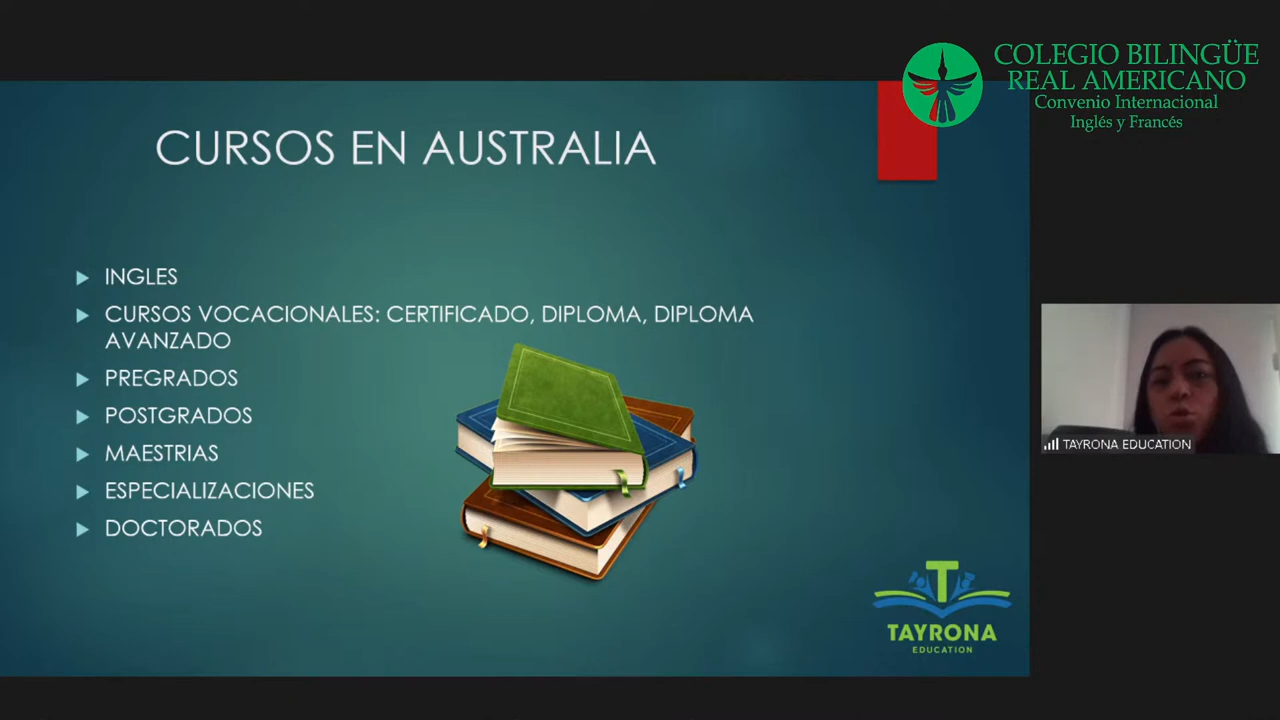 COLEGIO BILINGÜE
REAL AMERICANO
Convenio Internacional
Inglés y Francés
CURSOS EN AUSTRALIA
INGLES
CURSOS VOCACIONALES: CERTIFICADO, DIPLOMA, DIPLOMA
AVANZADO
PREGRADOS
POSTGRADOS
MAESTRIAS
ESPECIALIZACIONES
DOCTORADOS
TAYRONA EDUCATION
T
TAYRONA
EDUCATION